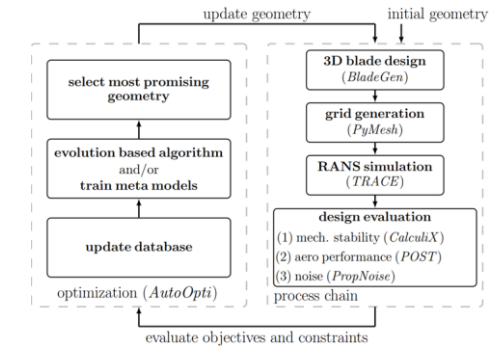 update geometry
initial geometry
select most promising
geometry
evolution based algorithm
and/or
train meta models
update database
optimization (AutoOpti)
3D blade design
(BladeGen)
grid generation
(PyMesh)
RANS simulation
(TRACE)
design evaluation
(1) mech. stability (CalculiX)
(2) aero performance (POST)
(3) noise (PropNoise)
process chain
evaluate objectives and constraints